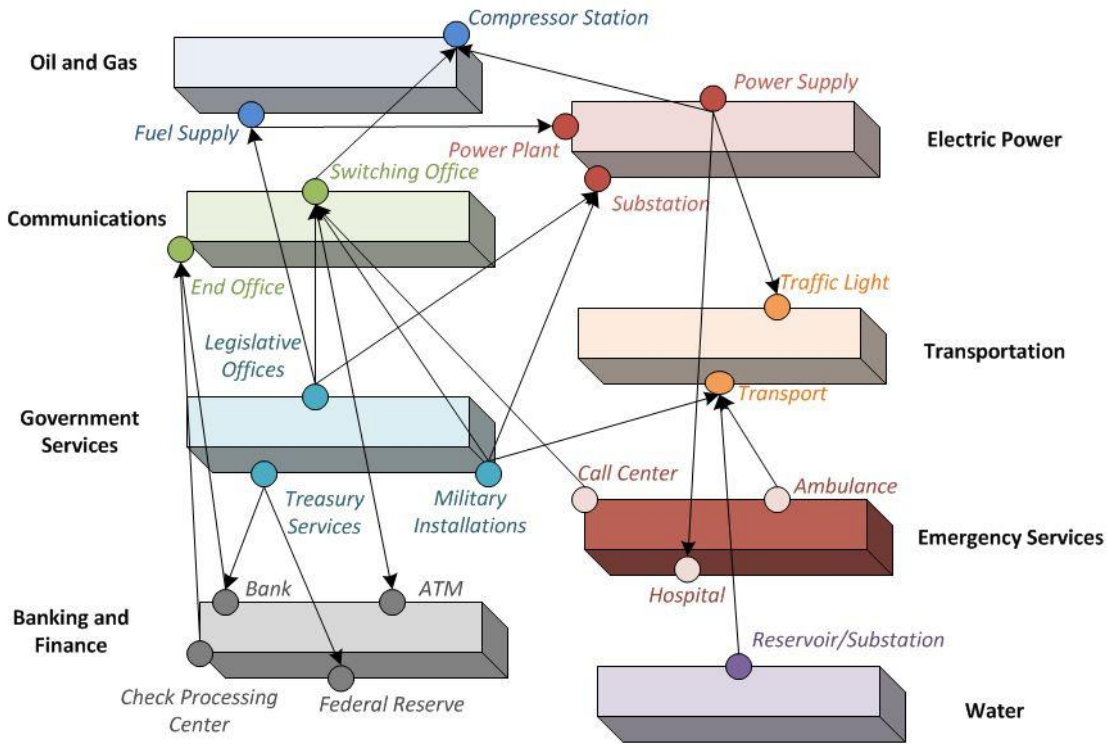 Compressor Station
Oil and Gas
Power Supply
Fuel Supply
Power Plant
Electric Power
Switching Office
Substation
Communications
End Office
Traffic Light
Legislative
Offices
Transportation
Transport
Government
Services
Call Center
Ambulance
Treasury
Services
Military
Installations
Emergency Services
Bank
ATM
Hospital
Banking and
Finance
Reservoir/Substation
Check Processing
Center
Federal Reserve
Water